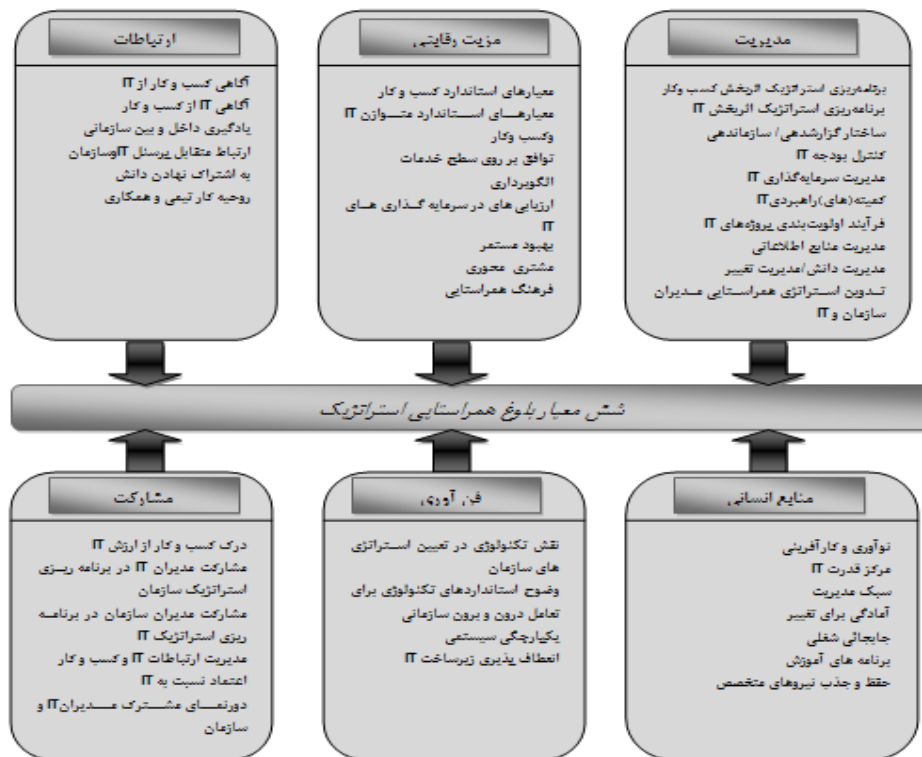 مدیریت
برنامه‌ریزی استراتژیک اثربخش کسب وکار
برنامه‌ریزی استراتژیک اثربخش IT
ساختار گزارشدهی/ سازماندهی
کنترل بودجه IT
مدیریت سرمایه‌گذاری IT
کمیته(های)راهبردی IT
فرآیند اولویت‌بندی پروژه‌های IT
مدیریت منابع اطلاعاتی
مدیریت دانش/مدیریت تغییر
تدوین استراتژی همراستایی مدیران
سازمان و IT
مزیت رقابتی
معیارهای استاندارد کسب و کار
معیارهای استاندارد متوازن IT
وکسب وکار
توافق بر روی سطح خدمات
الگوبرداری
ارزیابی های در سرمایه گذاری های
IT
بهبود مستمر
مشتری محوری
فرهنگ همراستایی
ارتباطات
آگاهی کسب و کار از IT
آگاهی IT از کسب و کار
یادگیری داخل و بین سازمانی
ارتباط متقابل پرسنل IT وسازمان
به اشتراک نهادن دانش
روحیه کار تیمی و همکاری
شش معیار بلوغ همراستایی استراتژیک
منابع انسانی
نوآوری و کارآفرینی
مرکز قدرت IT
سبک مدیریت
آمادگی برای تغییر
جابجائی شغلی
برنامه های آموزش
حفظ و جذب نیروهای متخصص
فن آوری
نقش تکنولوژی در تعیین استراتژی
های سازمان
وضوح استانداردهای تکنولوژی برای
تعامل درون و برون سازمانی
یکپارچگی سیستمی
انعطاف پذیری زیرساخت IT
مشارکت
درک کسب و کار از ارزش IT
مشارکت مدیران IT در برنامه ریزی
استراتژیک سازمان
مشارکت مدیران سازمان در برنامه
ریزی استراتژیک IT
مدیریت ارتباطات IT و کسب و کار
اعتماد نسبت به IT
دورنمای مشترک مدیران IT و
سازمان